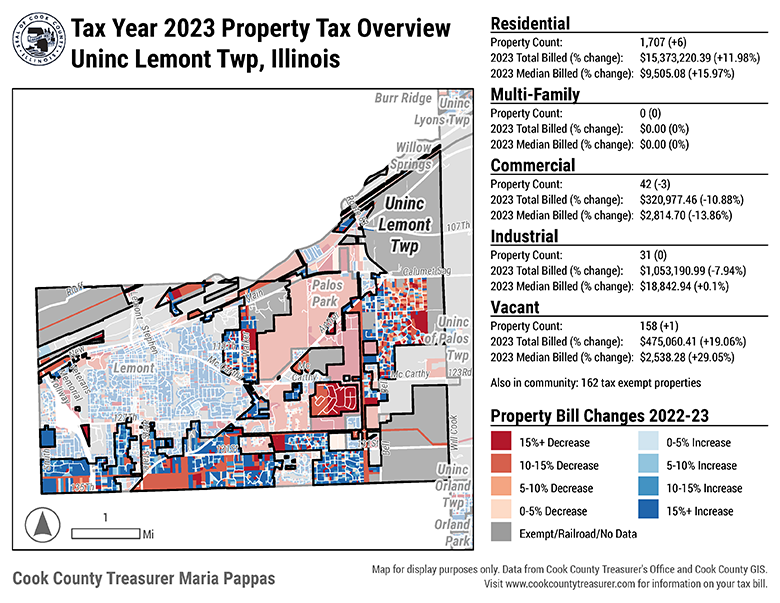 Tax Year 2023 Property Tax Overview
Uninc Lemont Twp, Illinois
Residential
Property Count: 1,707 (+6)
2023 Total Billed (% change): $15,373,220.39 (+11.98%)
2023 Median Billed (% change): $9,505.08 (+15.97%)
Multi-Family
Property Count: 0 (0)
2023 Total Billed (% change): $0.00 (0%)
2023 Median Billed (% change): $0.00 (0%)
Commercial
Property Count: 42 (-3)
2023 Total Billed (% change): $320,977.46 (-10.88%)
2023 Median Billed (% change): $2,814.70 (-13.86%)
Industrial
Property Count: 31 (0)
2023 Total Billed (% change): $1,053,190.99 (-7.94%)
2023 Median Billed (% change): $18,842.94 (+0.1%)
Vacant
Property Count: 158 (+1)
2023 Total Billed (% change): $475,060.41 (+19.06%)
2023 Median Billed (% change): $2,538.28 (+29.05%)
Also in community: 162 tax exempt properties
Property Bill Changes 2022-23
15%+ Decrease
10-15% Decrease
5-10% Decrease
0-5% Decrease
Exempt/Railroad/No Data
0-5% Increase
5-10% Increase
10-15% Increase
15%+ Increase
Burr Ridge
Uninc
Lyons Twp
Willow
Springs
Uninc
Lemont
Twp
107Th
Calumet Sag
Palos
Park
Main
Lemont
Stephen
Lemont
Uninc
of Palos
Twp
Mc Carthy
123Rd
Carthy
Will Cook
127Th
Uninc
Orland
Twp
Orland
Park
1
Mi
Cook County Treasurer Maria Pappas
Map for display purposes only. Data from Cook County Treasurer's Office and Cook County GIS.
Visit www.cookcountytreasurer.com for information on your tax bill.